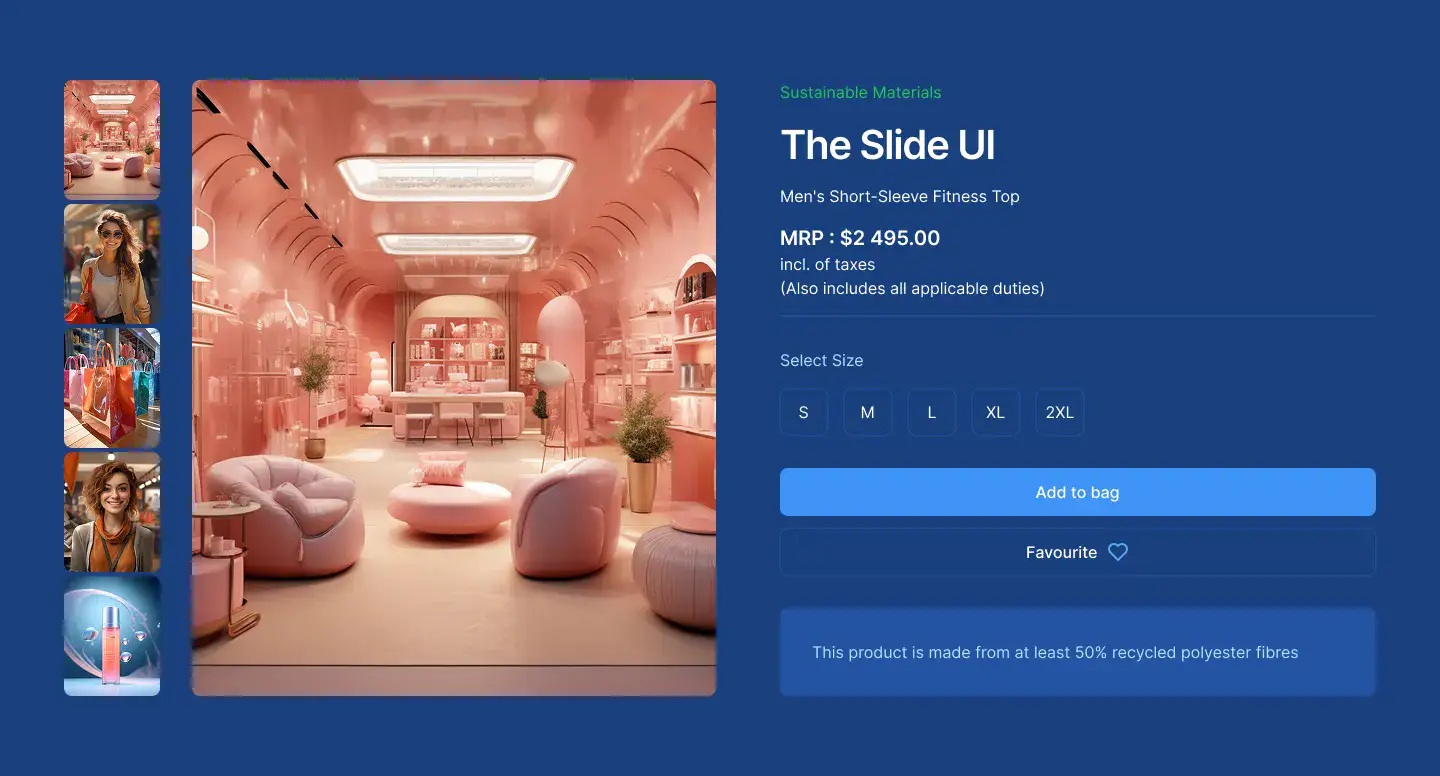 Sustainable Materials
The Slide UI
Men's Short-Sleeve Fitness Top
MRP : $2 495.00
incl. of taxes
(Also includes all applicable duties)
Select Size
S M L XL 2XL
Add to bag
Favourite
This product is made from at least 50% recycled polyester fibres